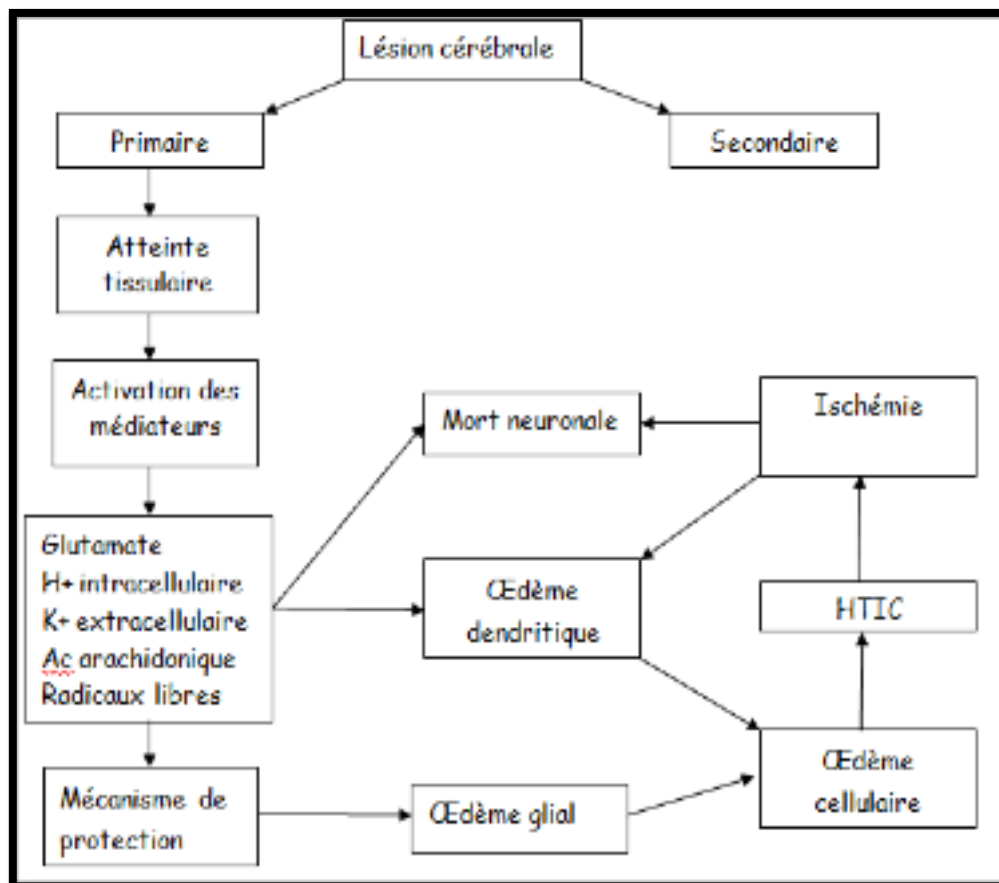 Lésion cérébrale
Primaire
Secondaire
Atteinte
tissulaire
Activation des
médiateurs
Mort neuronale
Ischémie
Glutamate
H+ intracellulaire
K+ extracellulaire
Ac arachidonique
Radicaux libres
Œdème
dendritique
HTIC
Mécanisme de
protection
Œdème glial
Œdème
cellulaire